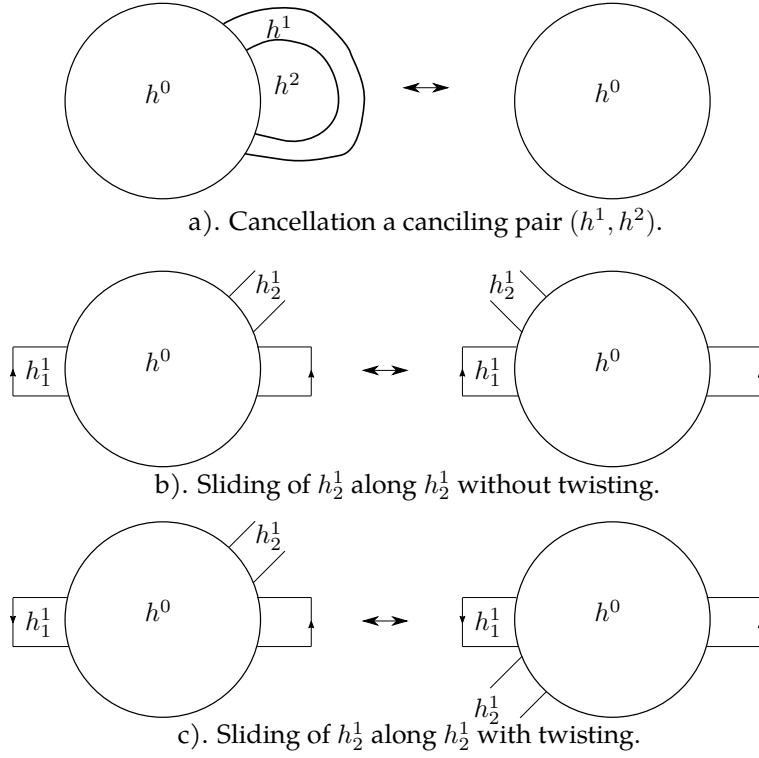 h^1
h^0 h^2 h^0
a). Cancellation a canciling pair (h^1, h^2).
h^1_2 h^1_2
h^1_1 h^0 h^1_1 h^0
b). Sliding of h^1_2 along h^1_2 without twisting.
h^1_2
h^1_1 h^0 h^1_1 h^0
h^1_2
c). Sliding of h^1_2 along h^1_2 with twisting.